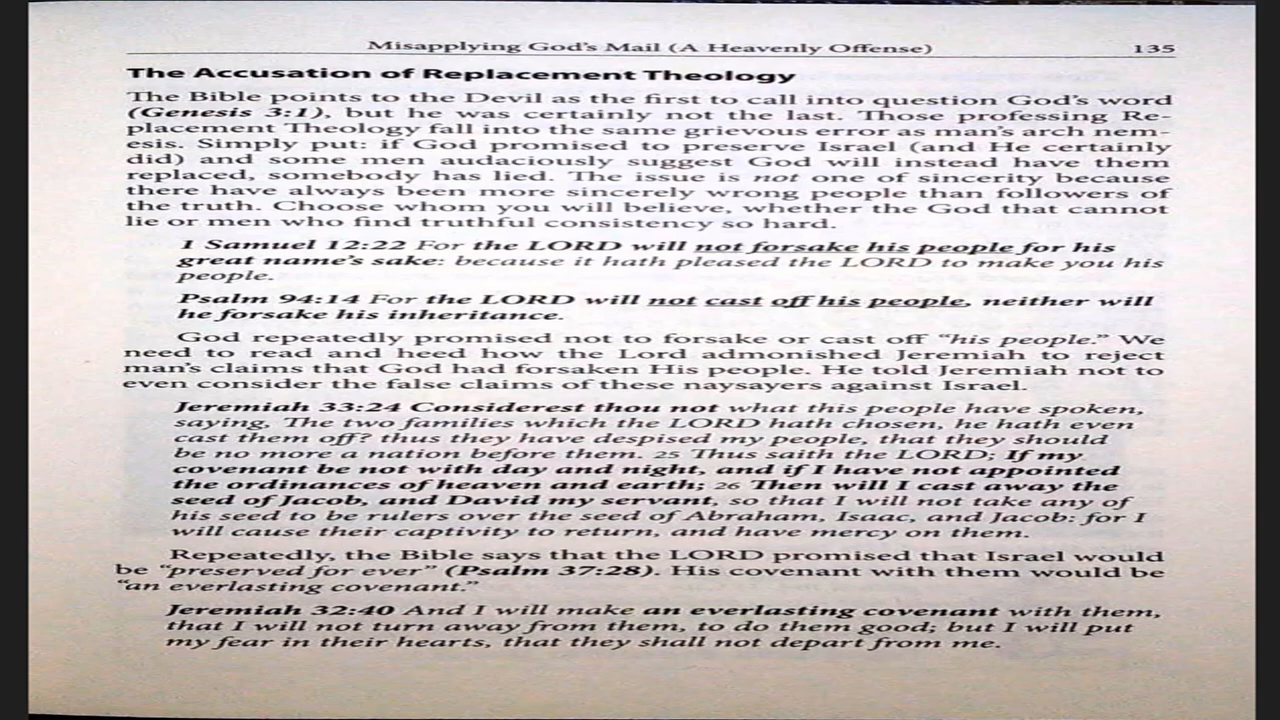 Misapplying God's Mail (A Heavenly Offense) 135
The Accusation of Replacement Theology
The Bible points to the Devil as the first to call into question God's word
(Genesis 3:1), but he was certainly not the last. Those professing Re-
placement Theology fall into the same grievous error as man's arch nem-
esis. Simply put: if God promised to preserve Israel (and He certainly
did) and some men audaciously suggest God will instead have them
replaced, somebody has lied. The issue is not one of sincerity because
there have always been more sincerely wrong people than followers of
the truth. Choose whom you will believe, whether the God that cannot
lie or men who find truthful consistency so hard.
1 Samuel 12:22 For the LORD will not forsake his people for his
great name's sake: because it hath pleased the LORD to make you his
people.
Psalm 94:14 For the LORD will not cast off his people, neither will
he forsake his inheritance.
God repeatedly promised not to forsake or cast off "his people." We
need to read and heed how the Lord admonished Jeremiah to reject
man's claims that God had forsaken His people. He told Jeremiah not to
even consider the false claims of these naysayers against Israel.
Jeremiah 33:24 Considerest thou not what this people have spoken,
saying, The two families which the LORD hath chosen, he hath even
cast them off? thus they have despised my people, that they should
be no more a nation before them. 25 Thus saith the LORD; If my
covenant be not with day and night, and if I have not appointed
the ordinances of heaven and earth; 26 Then will I cast away the
seed of Jacob, and David my servant, so that I will not take any of
his seed to be rulers over the seed of Abraham, Isaac, and Jacob: for I
will cause their captivity to return, and have mercy on them.
Repeatedly, the Bible says that the LORD promised that Israel would
be "preserved for ever" (Psalm 37:28). His covenant with them would be
"an everlasting covenant."
Jeremiah 32:40 And I will make an everlasting covenant with them,
that I will not turn away from them, to do them good; but I will put
my fear in their hearts, that they shall not depart from me.